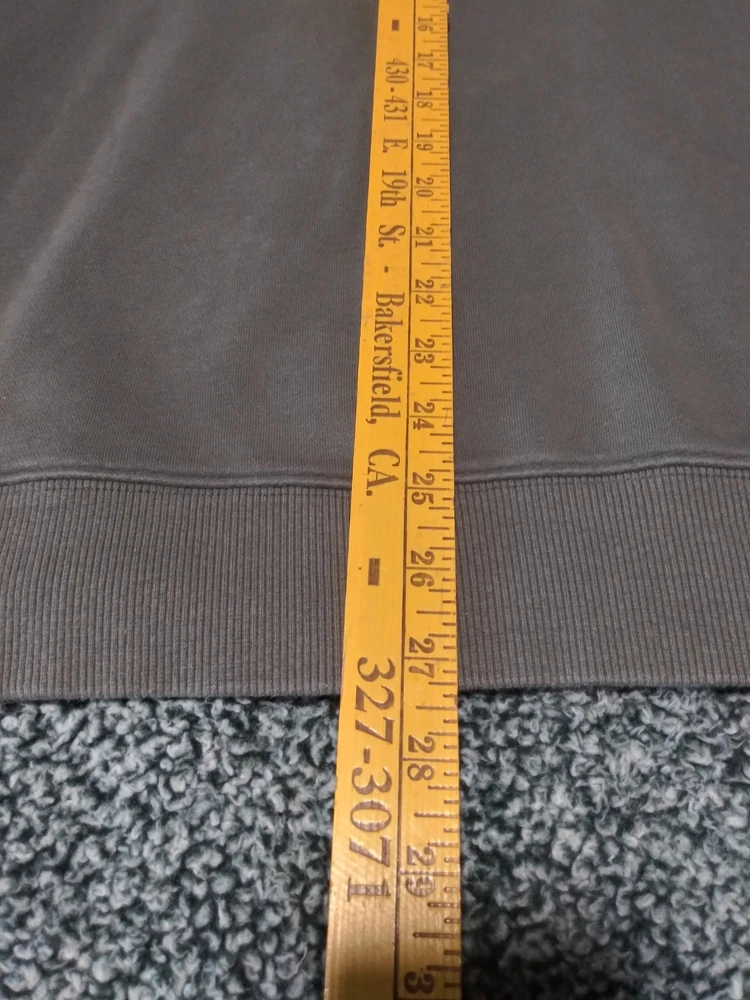 - 430-431 E. 19th St. - Bakersfield, CA. - 327-3071
16 17 18 19 20 21 22 23 24 25 26 27 28 29 3